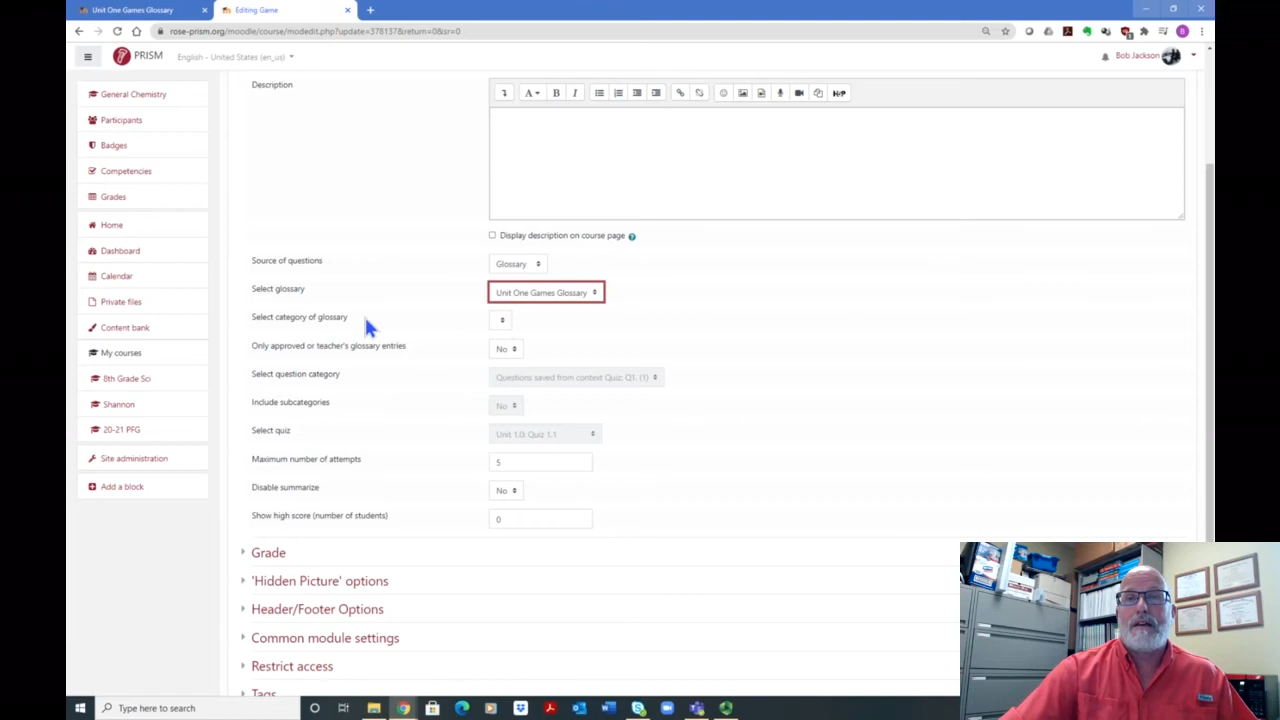 Unit One Games Glossary
Editing Game
rose-prism.org/moodle/course/modedit.php?update=378137&return=0&sr=0
PRISM
English - United States (en_us)
Bob Jackson
General Chemistry
Participants
Badges
Competencies
Grades
Home
Dashboard
Calendar
Private files
Content bank
My courses
8th Grade Sci
Shannon
20-21 PFG
Site administration
Add a block
Description
A
B
I
H-P
Display description on course page
Source of questions
Glossary
Select glossary
Unit One Games Glossary
Select category of glossary
Only approved or teacher's glossary entries
No
Select question category
Questions saved from context Quiz: Q1. (1)
Include subcategories
No
Select quiz
Unit 1.0: Quiz 1.1
Maximum number of attempts
5
Disable summarize
No
Show high score (number of students)
0
Grade
'Hidden Picture' options
Header/Footer Options
Common module settings
Restrict access
Tags
Type here to search